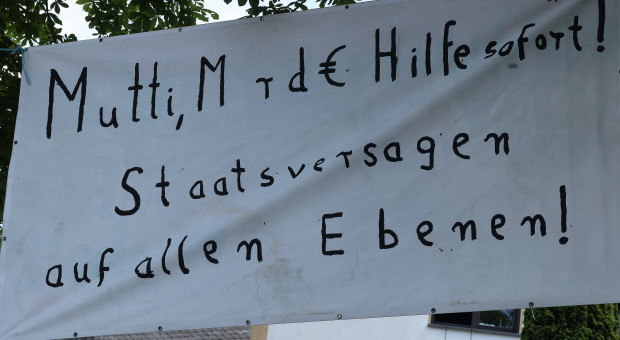 Mutti, Mrd€ Hilfe sofort!
Staatsversagen
auf allen Ebenen!